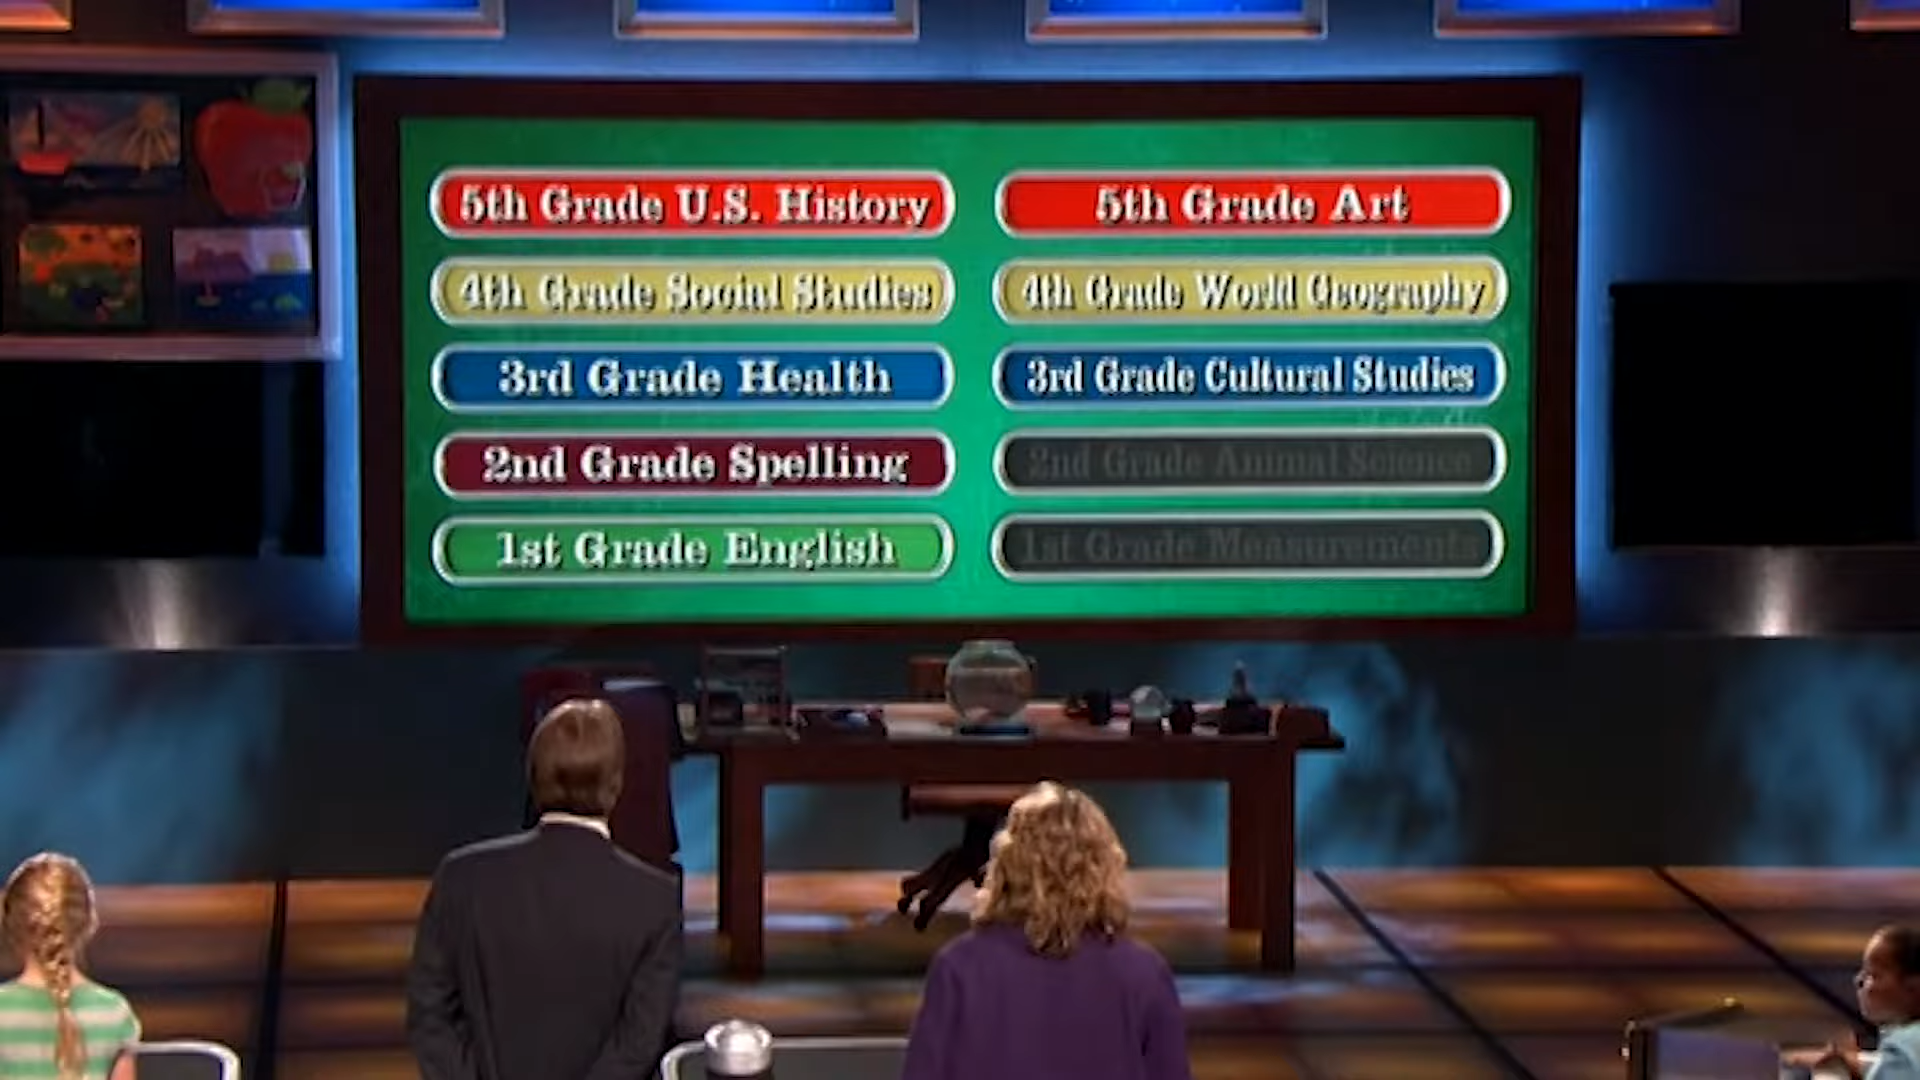 5th Grade U.S. History
5th Grade Art
4th Grade Social Studies
4th Grade World Geography
3rd Grade Health
3rd Grade Cultural Studies
2nd Grade Spelling
2nd Grade Animal Science
1st Grade English
1st Grade Measurements